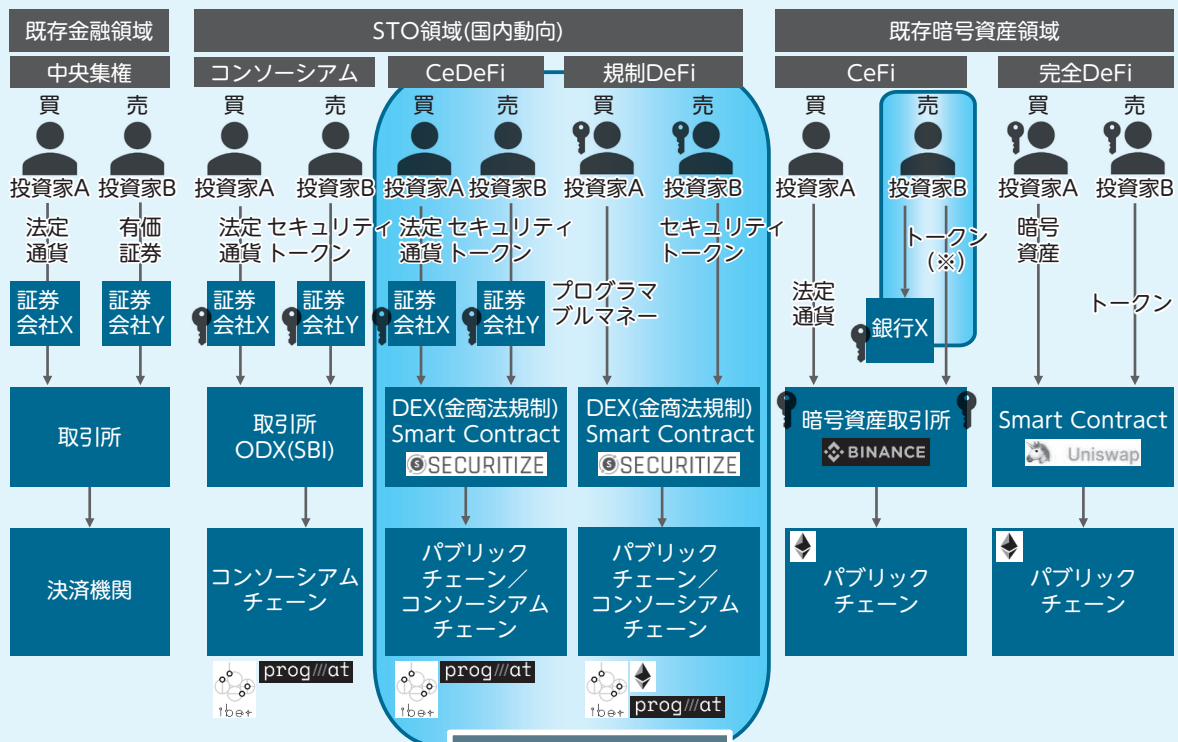 既存金融領域
STO領域(国内動向)
既存暗号資産領域
中央集権
コンソーシアム
CeDeFi
規制DeFi
CeFi
完全DeFi
買
売
買
売
買
売
買
売
買
売
買
売
投資家A
投資家B
投資家A
投資家B
投資家A
投資家B
投資家A
投資家B
投資家A
投資家B
投資家A
投資家B
法定
通貨
有価
証券
法定
通貨
セキュリティ
トークン
法定
通貨
セキュリティ
トークン
プログラマ
ブルマネー
セキュリティ
トークン
法定
通貨
トークン
(※)
暗号
資産
トークン
証券
会社X
証券
会社Y
証券
会社X
証券
会社Y
証券
会社X
証券
会社Y
銀行X
取引所
取引所
ODX(SBI)
DEX(金商法規制)
Smart Contract
SECURITIZE
DEX(金商法規制)
Smart Contract
SECURITIZE
暗号資産取引所
BINANCE
Smart Contract
Uniswap
決済機関
コンソーシアム
チェーン
パブリック
チェーン／
コンソーシアム
チェーン
パブリック
チェーン／
コンソーシアム
チェーン
パブリック
チェーン
パブリック
チェーン
ibet
prog///at
ibet
prog///at
ibet
prog///at